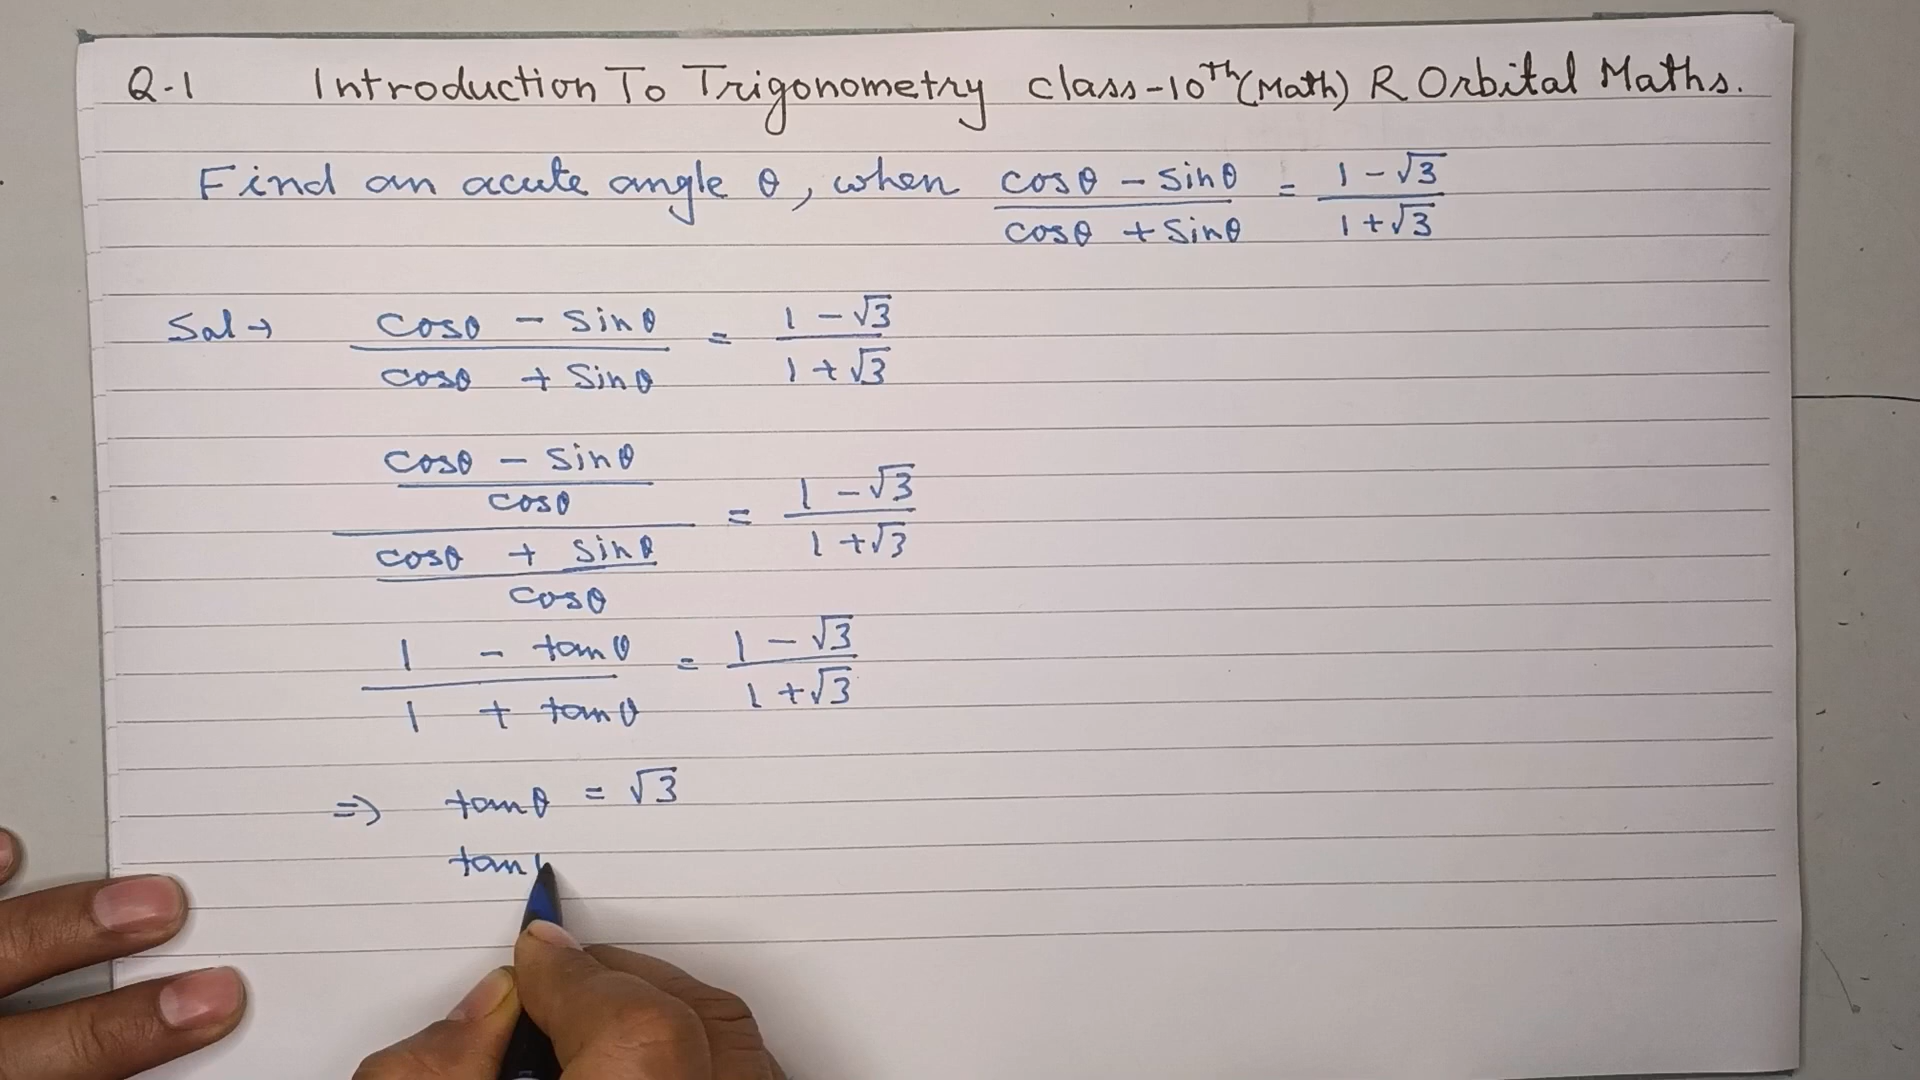 Q.1 Introduction To Trigonometry class-10th (Math) R Orbital Maths.
Find an acute angle θ, when (cosθ - sinθ)/(cosθ + sinθ) = (1-√3)/(1+√3)
Sol→ (cosθ - sinθ)/(cosθ + sinθ) = (1-√3)/(1+√3)
((cosθ - sinθ)/cosθ)/((cosθ + sinθ)/cosθ) = (1-√3)/(1+√3)
(1 - tanθ)/(1 + tanθ) = (1-√3)/(1+√3)
⇒ tanθ = √3
tan